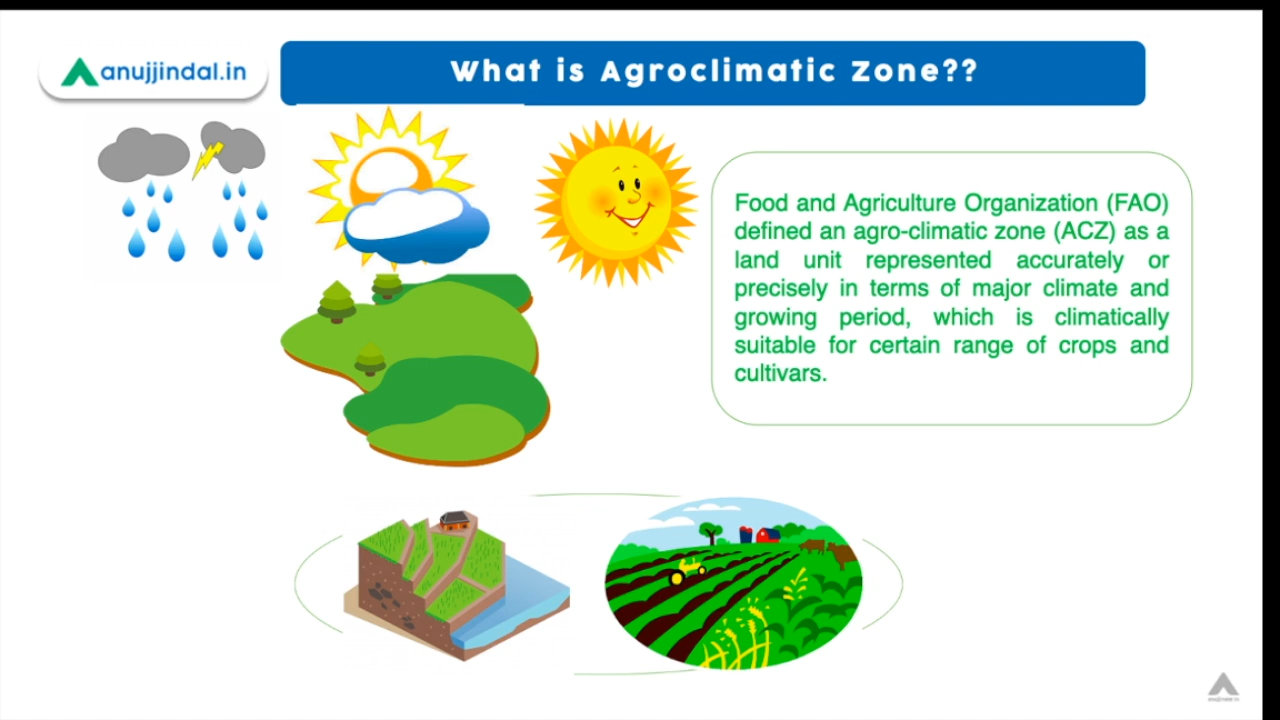 anujjindal.in
What is Agroclimatic Zone??
Food and Agriculture Organization (FAO)
defined an agro-climatic zone (ACZ) as a
land unit represented accurately or
precisely in terms of major climate and
growing period, which is climatically
suitable for certain range of crops and
cultivars.